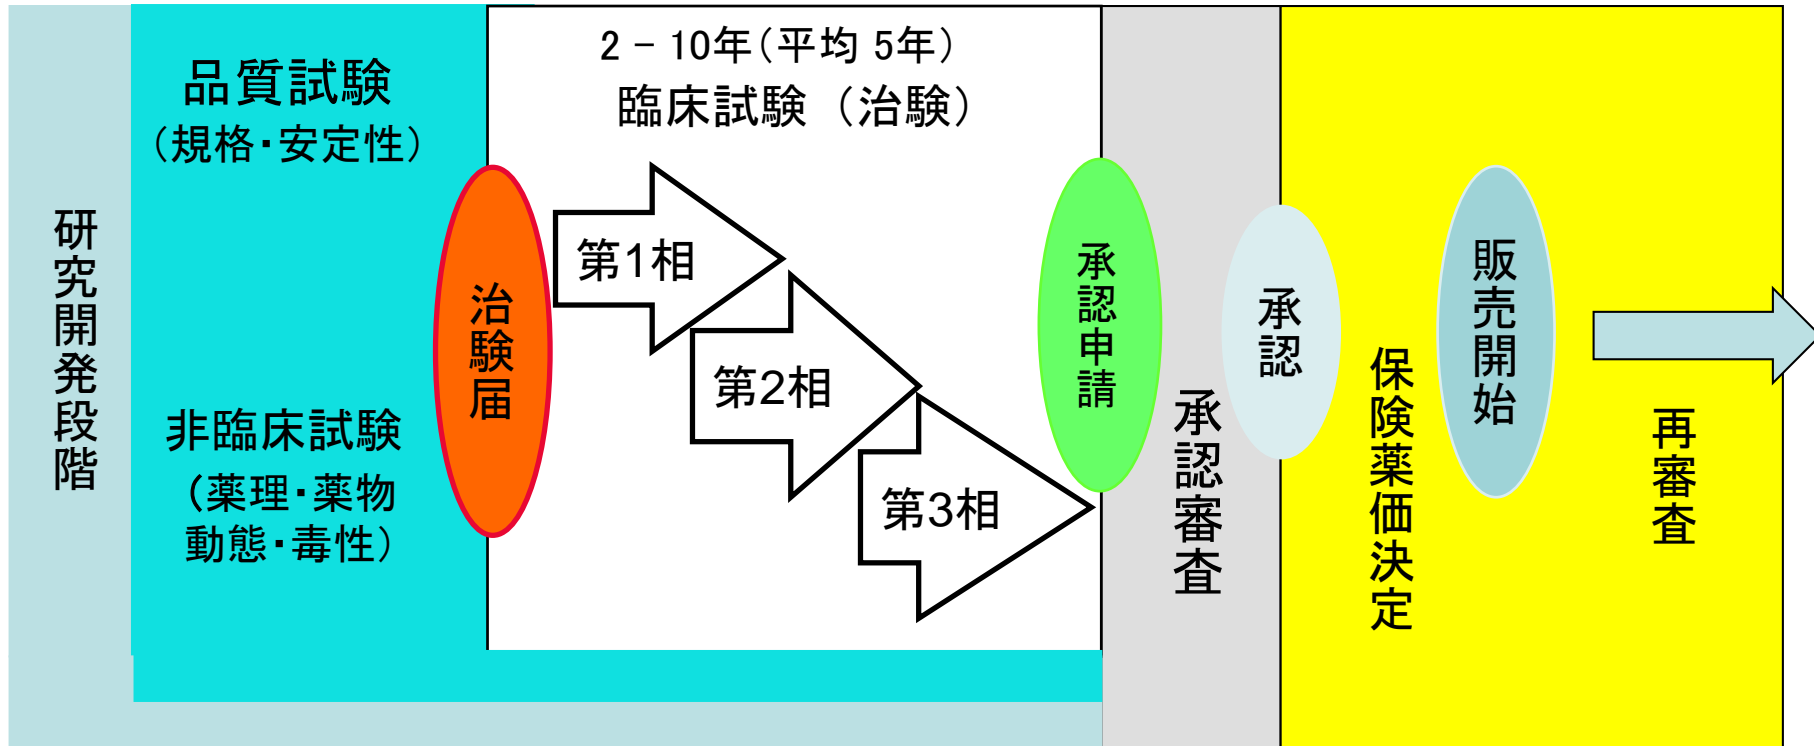 研究開発段階
品質試験
（規格・安定性）
非臨床試験
（薬理・薬物
動態・毒性）
治験届
2 － 10年（平均 5年）
臨床試験（治験）
第1相
第2相
第3相
承認申請
承認審査
承認
保険薬価決定
販売開始
再審査